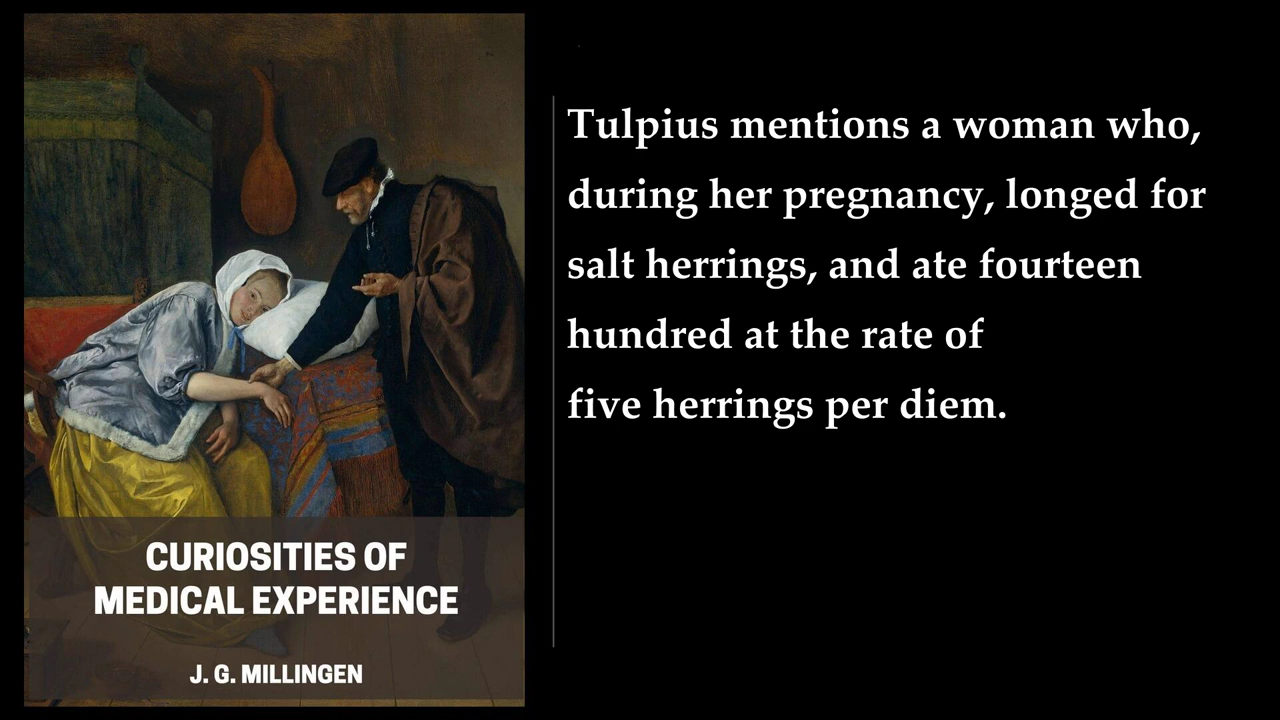 Tulpius mentions a woman who,
during her pregnancy, longed for
salt herrings, and ate fourteen
hundred at the rate of
five herrings per diem.
CURIOSITIES OF
MEDICAL EXPERIENCE
J. G. MILLINGEN